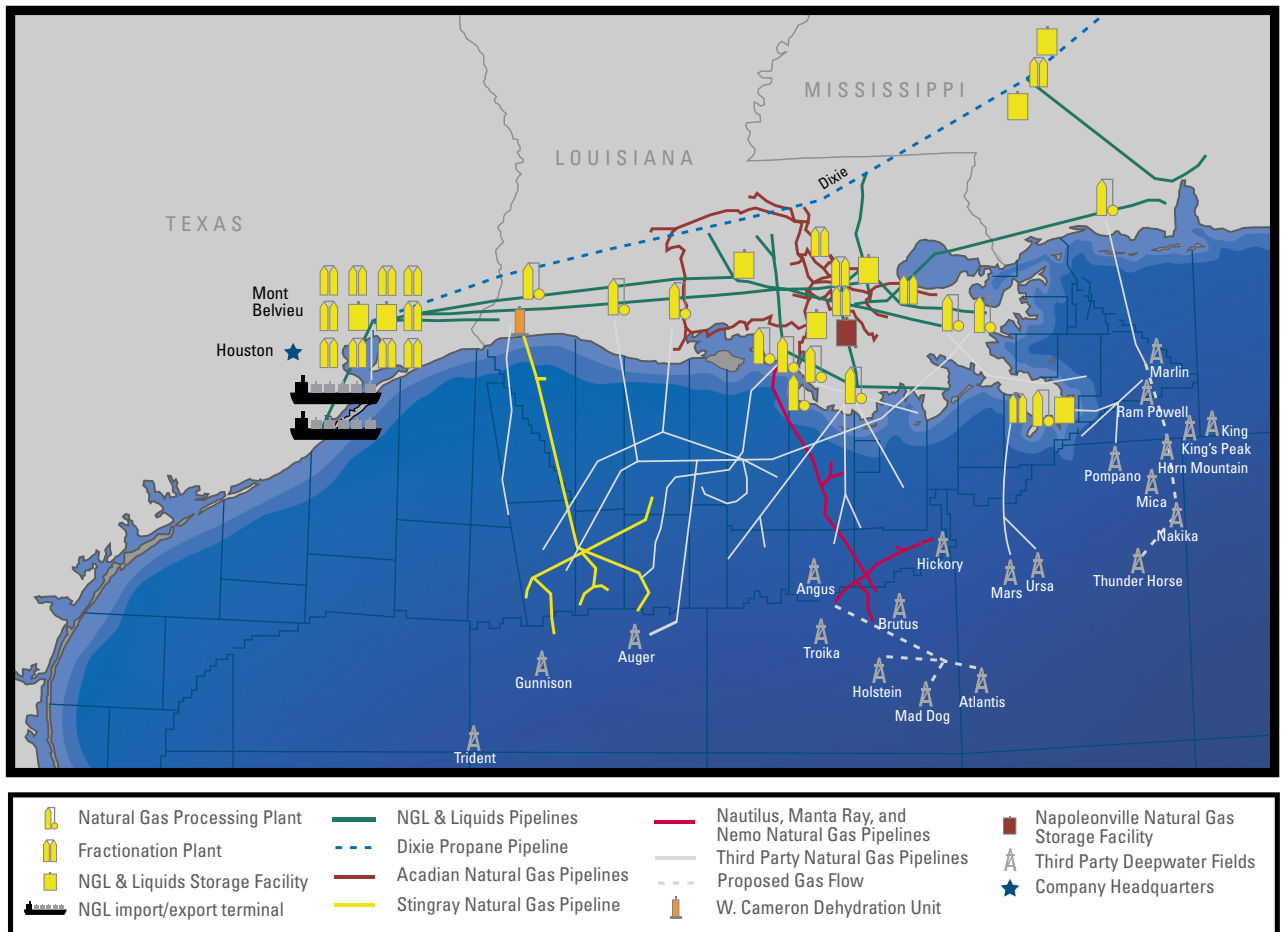 MISSISSIPPI
LOUISIANA
Dixie
TEXAS
Mont
Belvieu
Houston
Marlin
Ram Powell
King
King's Peak
Horn Mountain
Pompano
Mica
Nakika
Thunder Horse
Hickory
Mars
Ursa
Angus
Brutus
Troika
Auger
Gunnison
Holstein
Atlantis
Mad Dog
Trident
Natural Gas Processing Plant
Fractionation Plant
NGL & Liquids Storage Facility
NGL import/export terminal
NGL & Liquids Pipelines
Dixie Propane Pipeline
Acadian Natural Gas Pipelines
Stingray Natural Gas Pipeline
Nautilus, Manta Ray, and
Nemo Natural Gas Pipelines
Third Party Natural Gas Pipelines
Proposed Gas Flow
W. Cameron Dehydration Unit
Napoleonville Natural Gas
Storage Facility
Third Party Deepwater Fields
Company Headquarters